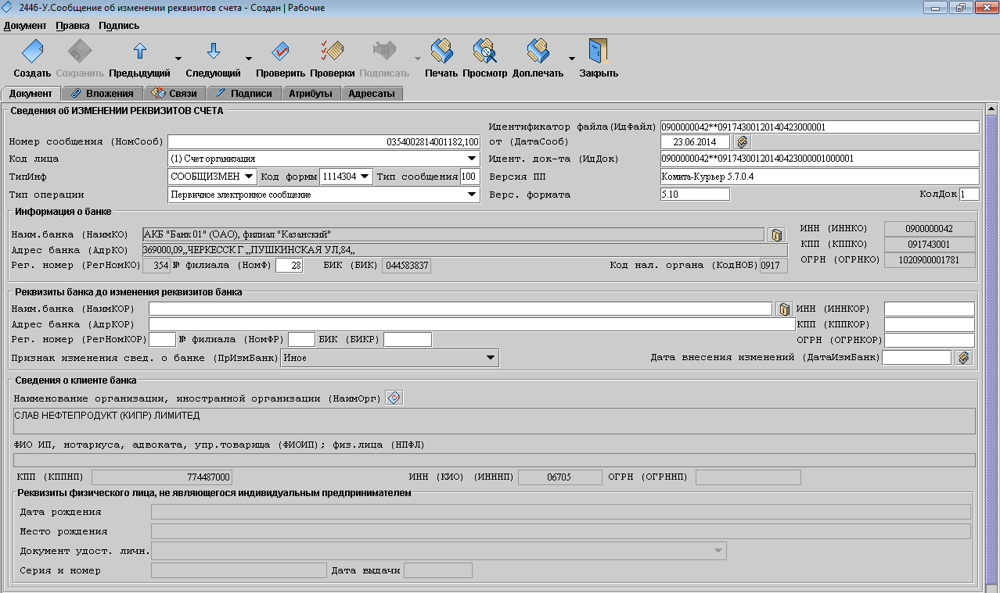 2446-У.Сообщение об изменении реквизитов счета - Создан | Рабочие
Документ Правка Подпись
Создать Сохранить Предыдущий Следующий Проверить Проверки Подписать Печать Просмотр Доп.печать Закрыть
Документ Вложения Связи Подписи Атрибуты Адресаты
Сведения об ИЗМЕНЕНИИ РЕКВИЗИТОВ СЧЕТА
Идентификатор файла(ИдФайл) 0900000042**09174300120140423000001
Номер сообщения (НомСооб) 0354002814001182,100 от (ДатаСооб) 23.06.2014
Код лица (1) Счет организация Идент. док-та (ИдДок) 0900000042**09174300120140423000001000001
ТипИнф СООБЩИЗМЕН Код формы 1114304 Тип сообщения 100 Версия ПП Комита-Курьер 5.7.0.4
Тип операции Первичное электронное сообщение Верс. формата 5.10 КолДок 1
Информация о банке
Наим.банка (НаимКО) АКБ "Банк 01" (ОАО), филиал "Казанский" ИНН (ИННКО) 0900000042
Адрес банка (АдрКО) 369000,09,,ЧЕРКЕССК Г.,,ПУШКИНСКАЯ УЛ,84,, КПП (КППКО) 091743001
Рег. номер (РегНомКО) 354 № филиала (НомФ) 28 БИК (БИК) 044583837 Код нал. органа (КодНОБ) 0917 ОГРН (ОГРНКО) 1020900001781
Реквизиты банка до изменения реквизитов банка
Наим.банка (НаимКОР) ИНН (ИННКОР)
Адрес банка (АдрКОР) КПП (КППКОР)
Рег. номер (РегНомКОР) № филиала (НомФР) БИК (БИКР) ОГРН (ОГРНКОР)
Признак изменения свед. о банке (ПрИзмБанк) Иное Дата внесения изменений (ДатаИзмБанк)
Сведения о клиенте банка
Наименование организации, иностранной организации (НаимОрг)
СЛАВ НЕФТЕПРОДУКТ (КИПР) ЛИМИТЕД
ФИО ИП, нотариуса, адвоката, упр.товарища (ФИОИП); физ.лица (НПФЛ)
КПП (КППНП) 774487000 ИНН (КИО) (ИНННП) 06705 ОГРН (ОГРННП)
Реквизиты физического лица, не являющегося индивидуальным предпринимателем
Дата рождения
Место рождения
Документ удост. личн.
Серия и номер Дата выдачи